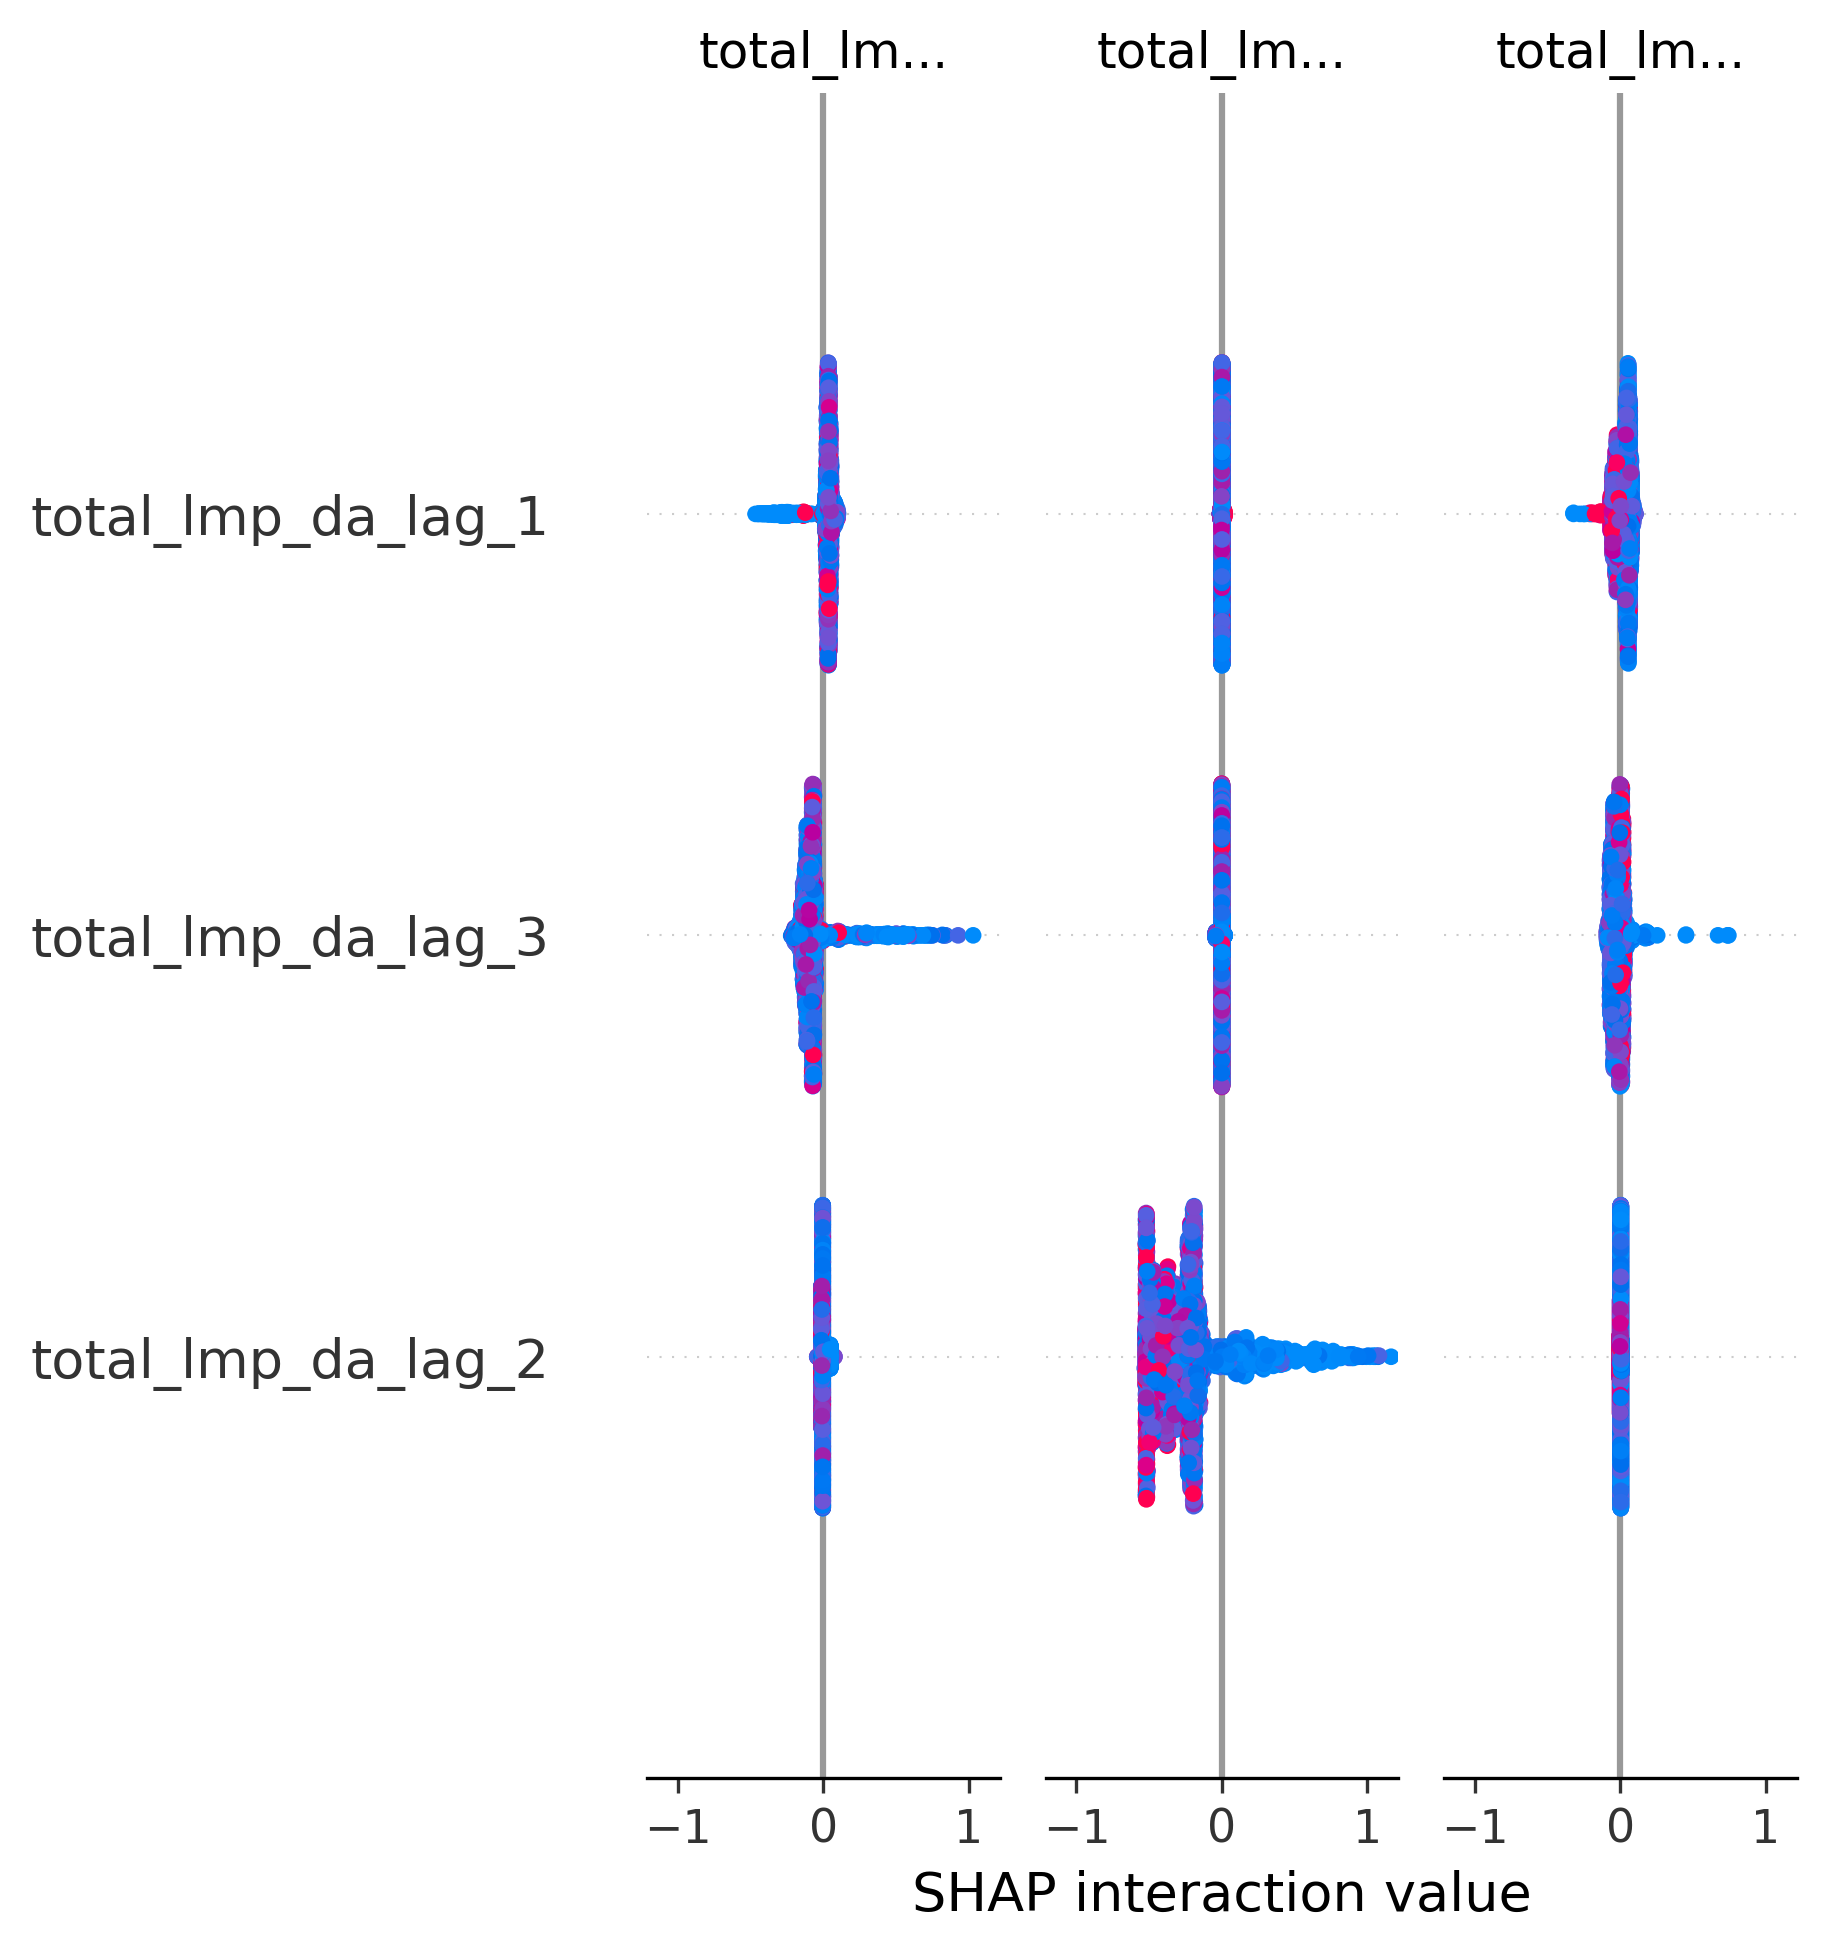 total_lm... total_lm... total_lm...
total_lmp_da_lag_1
total_lmp_da_lag_3
total_lmp_da_lag_2
−1 0 1 −1 0 1 −1 0 1
SHAP interaction value